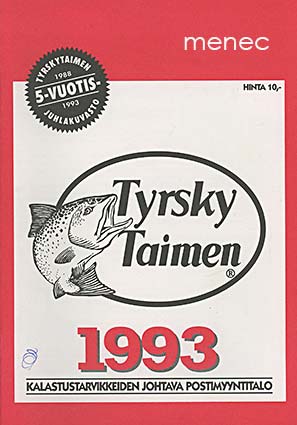 menec
TYRSKYTAIMEN
1988
5-VUOTIS-
1993
JUHLAKUVASTO
HINTA 10,-
Tyrsky
Taimen
®
1993
KALASTUSTARVIKKEIDEN JOHTAVA POSTIMYYNTITALO